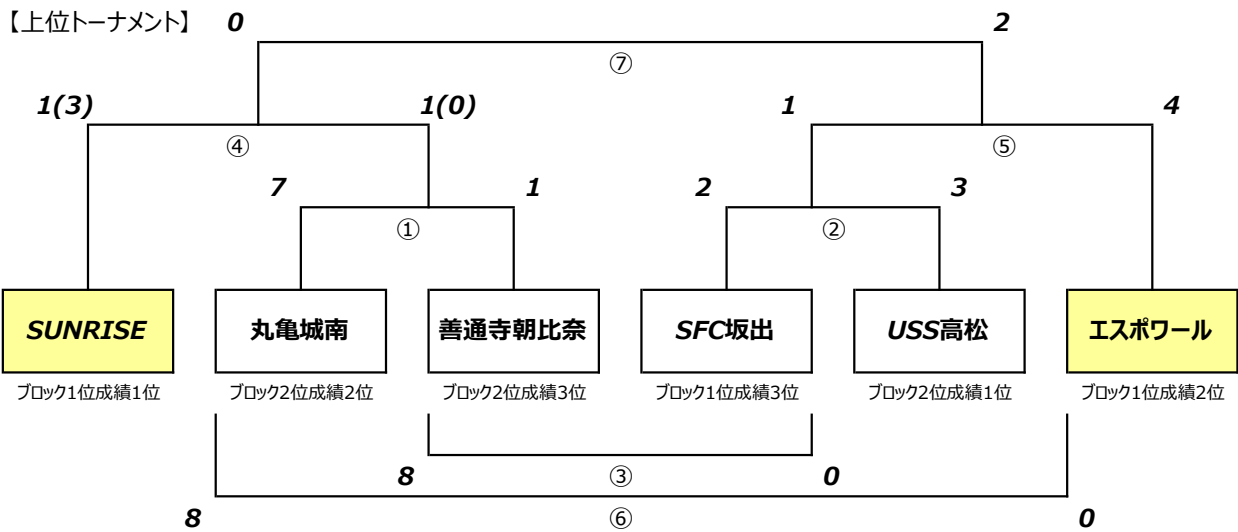 【上位トーナメント】 0 2
⑦
1(3) 1(0) 1 4
④ ⑤
7 1 2 3
① ②
SUNRISE 丸亀城南 善通寺朝比奈 SFC坂出 USS高松 エスポワール
ブロック1位成績1位 ブロック2位成績2位 ブロック2位成績3位 ブロック1位成績3位 ブロック2位成績1位 ブロック1位成績2位
8 ③ 0
8 ⑥ 0